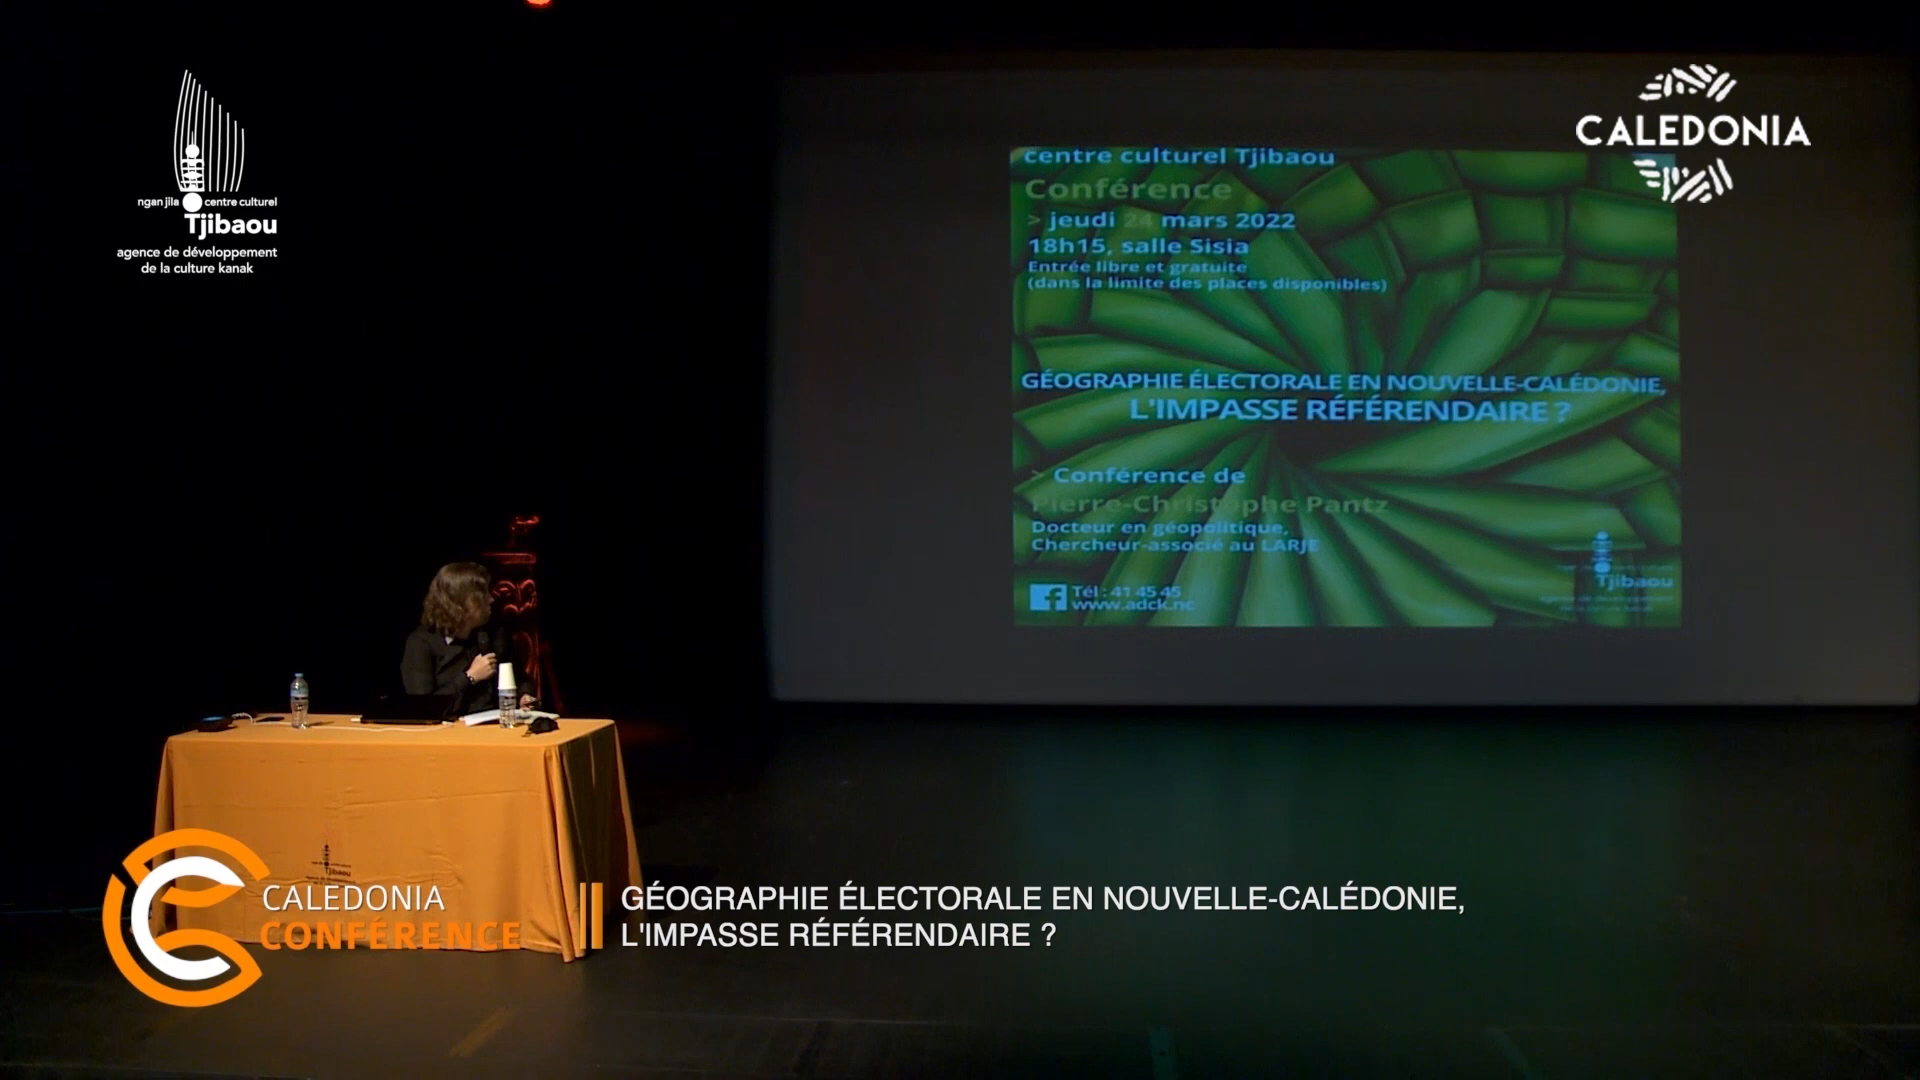 ngan jila centre culturel
Tjibaou
agence de développement
de la culture kanak
CALEDONIA
centre culturel Tjibaou
Conférence
> jeudi 24 mars 2022
18h15, salle Sisia
Entrée libre et gratuite
(dans la limite des places disponibles)
GÉOGRAPHIE ÉLECTORALE EN NOUVELLE-CALÉDONIE,
L'IMPASSE RÉFÉRENDAIRE ?
> Conférence de
Pierre-Christophe Pantz
Docteur en géopolitique,
Chercheur-associé au LARJE
Tél : 41 45 45
www.adck.nc
Tjibaou
Tjibaou
CALEDONIA
CONFÉRENCE
GÉOGRAPHIE ÉLECTORALE EN NOUVELLE-CALÉDONIE,
L'IMPASSE RÉFÉRENDAIRE ?